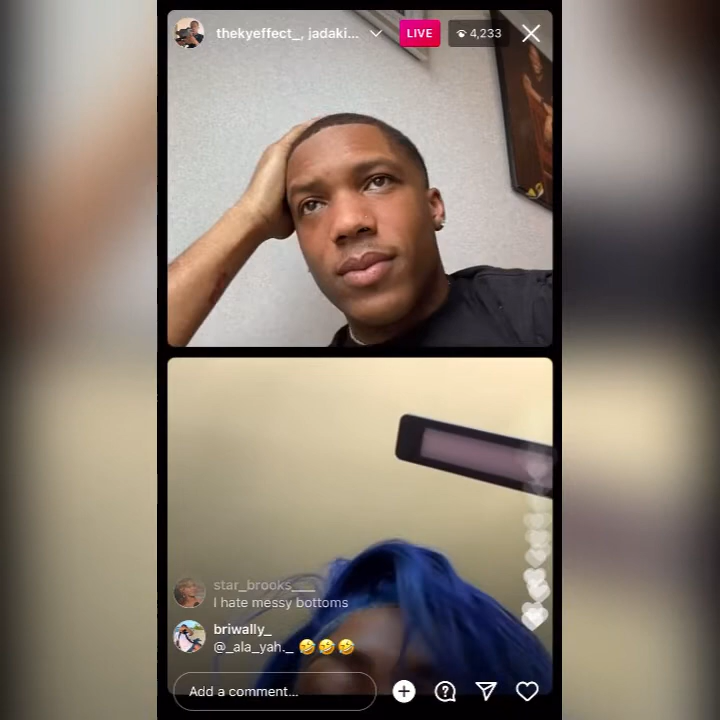 thekyeffect_, jadaki...
LIVE
4,233
star_brooks___
I hate messy bottoms
briwally_
@_ala_yah._ 🤣🤣🤣
Add a comment...